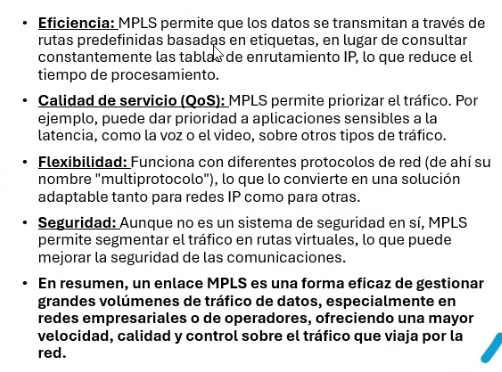 • Eficiencia: MPLS permite que los datos se transmitan a través de
rutas predefinidas basadas en etiquetas, en lugar de consultar
constantemente las tablas de enrutamiento IP, lo que reduce el
tiempo de procesamiento.
• Calidad de servicio (QoS): MPLS permite priorizar el tráfico. Por
ejemplo, puede dar prioridad a aplicaciones sensibles a la
latencia, como la voz o el video, sobre otros tipos de tráfico.
• Flexibilidad: Funciona con diferentes protocolos de red (de ahí su
nombre "multiprotocolo"), lo que lo convierte en una solución
adaptable tanto para redes IP como para otras.
• Seguridad: Aunque no es un sistema de seguridad en sí, MPLS
permite segmentar el tráfico en rutas virtuales, lo que puede
mejorar la seguridad de las comunicaciones.
• En resumen, un enlace MPLS es una forma eficaz de gestionar
grandes volúmenes de tráfico de datos, especialmente en
redes empresariales o de operadores, ofreciendo una mayor
velocidad, calidad y control sobre el tráfico que viaja por la
red.